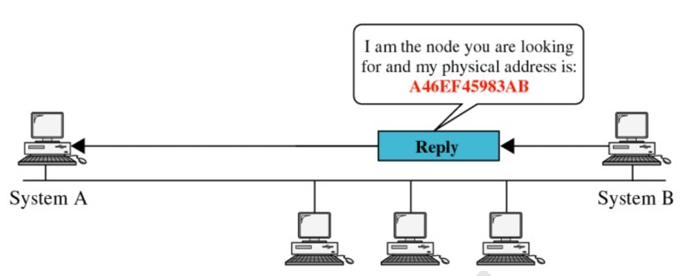 I am the node you are looking
for and my physical address is:
A46EF45983AB
Reply
System A
System B